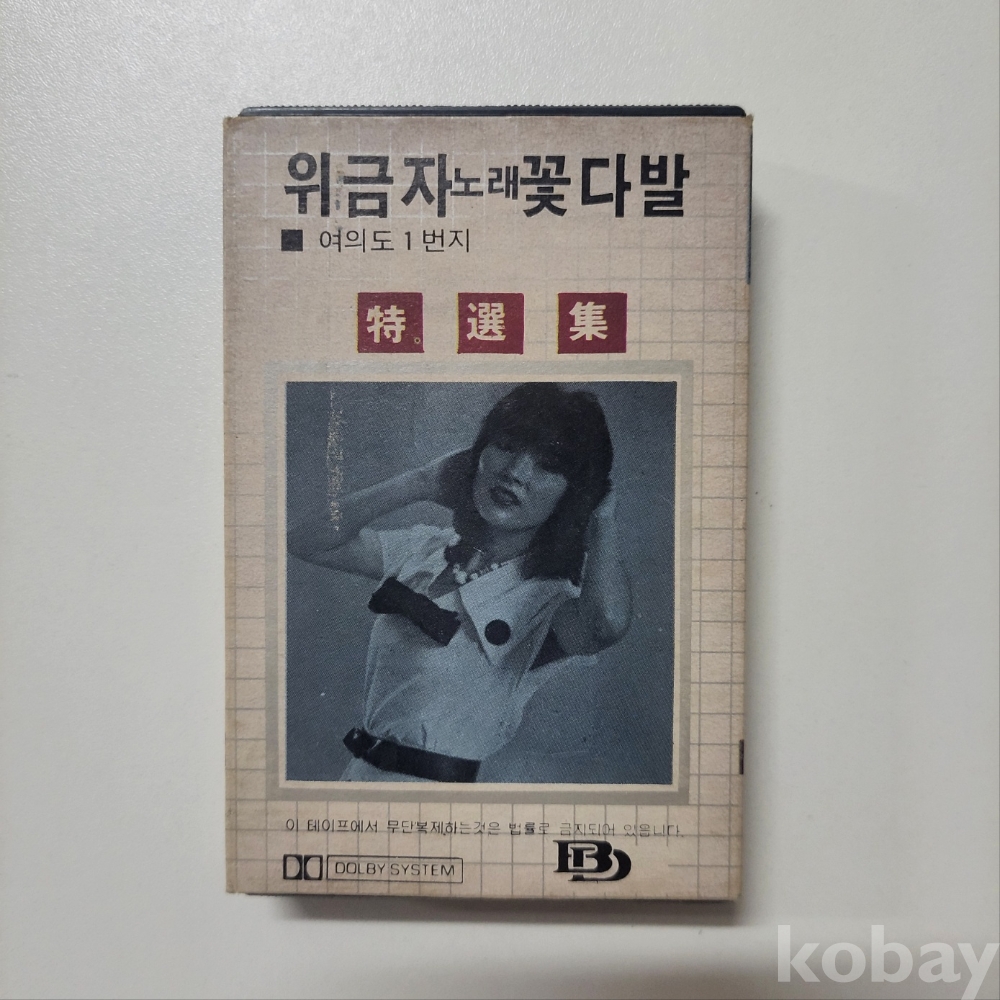 위금자노래꽃다발
■ 여의도 1 번지
特。選 集
이 테이프에서 무단복제하는것은 법률로 금지되어 있읍니다.
DOLBY SYSTEM
kobay